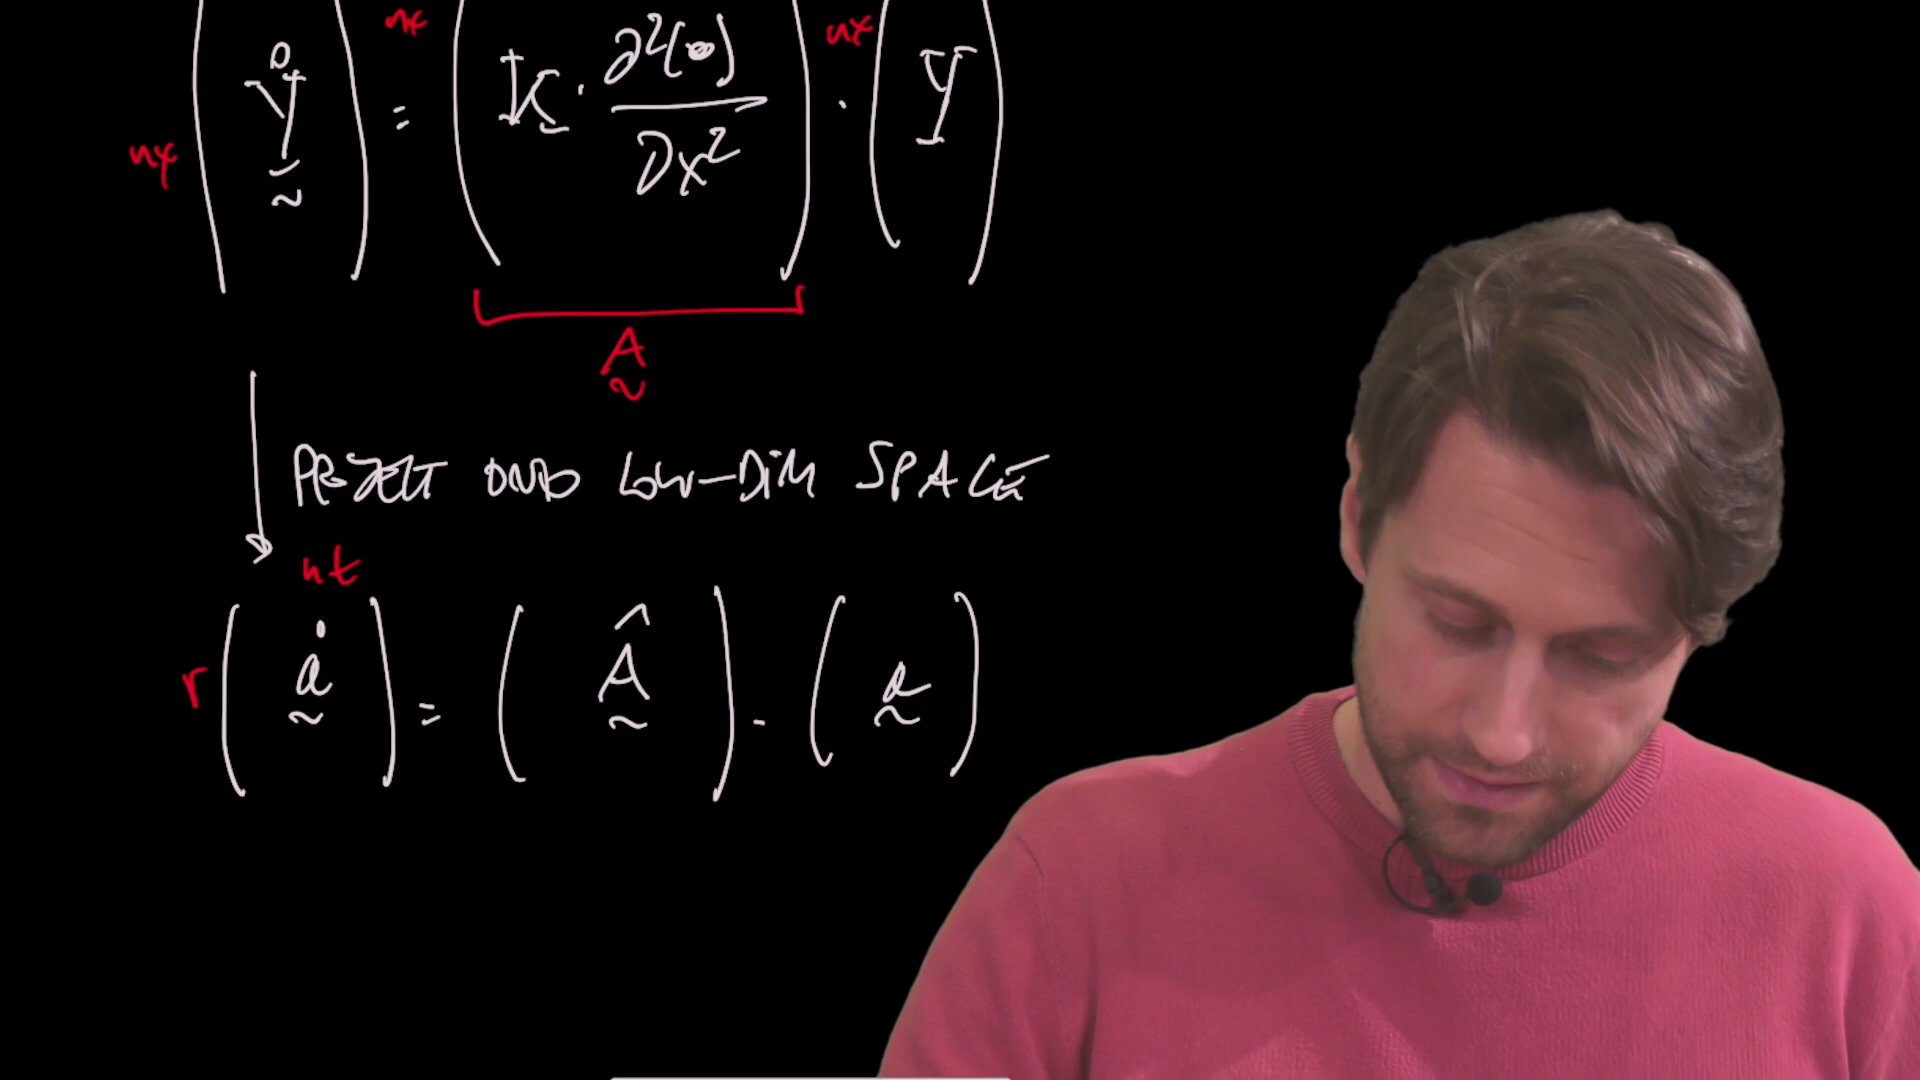 nx nx
nx ( Ẏ ) = ( K · ∂²(•) / ∂x² ) · ( Y )
A
PROJECT ONTO LOW-DIM SPACE
nt
r ( ȧ ) = ( Â ) · ( a )